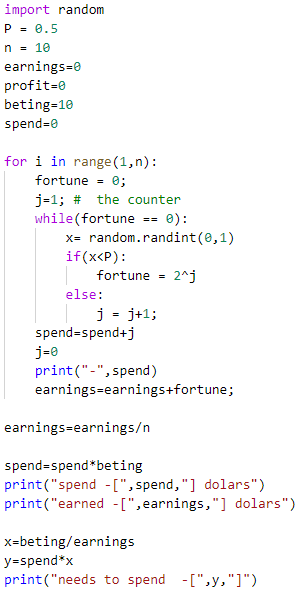 import random
P = 0.5
n = 10
earnings=0
profit=0
beting=10
spend=0
for i in range(1,n):
fortune = 0;
j=1; #  the counter
while(fortune == 0):
x= random.randint(0,1)
if(x<P):
fortune = 2^j
else:
j = j+1;
spend=spend+j
j=0
print("-",spend)
earnings=earnings+fortune;
earnings=earnings/n
spend=spend*beting
print("spend -[",spend,"] dolars")
print("earned -[",earnings,"] dolars")
x=beting/earnings
y=spend*x
print("needs to spend  -[",y,"]")